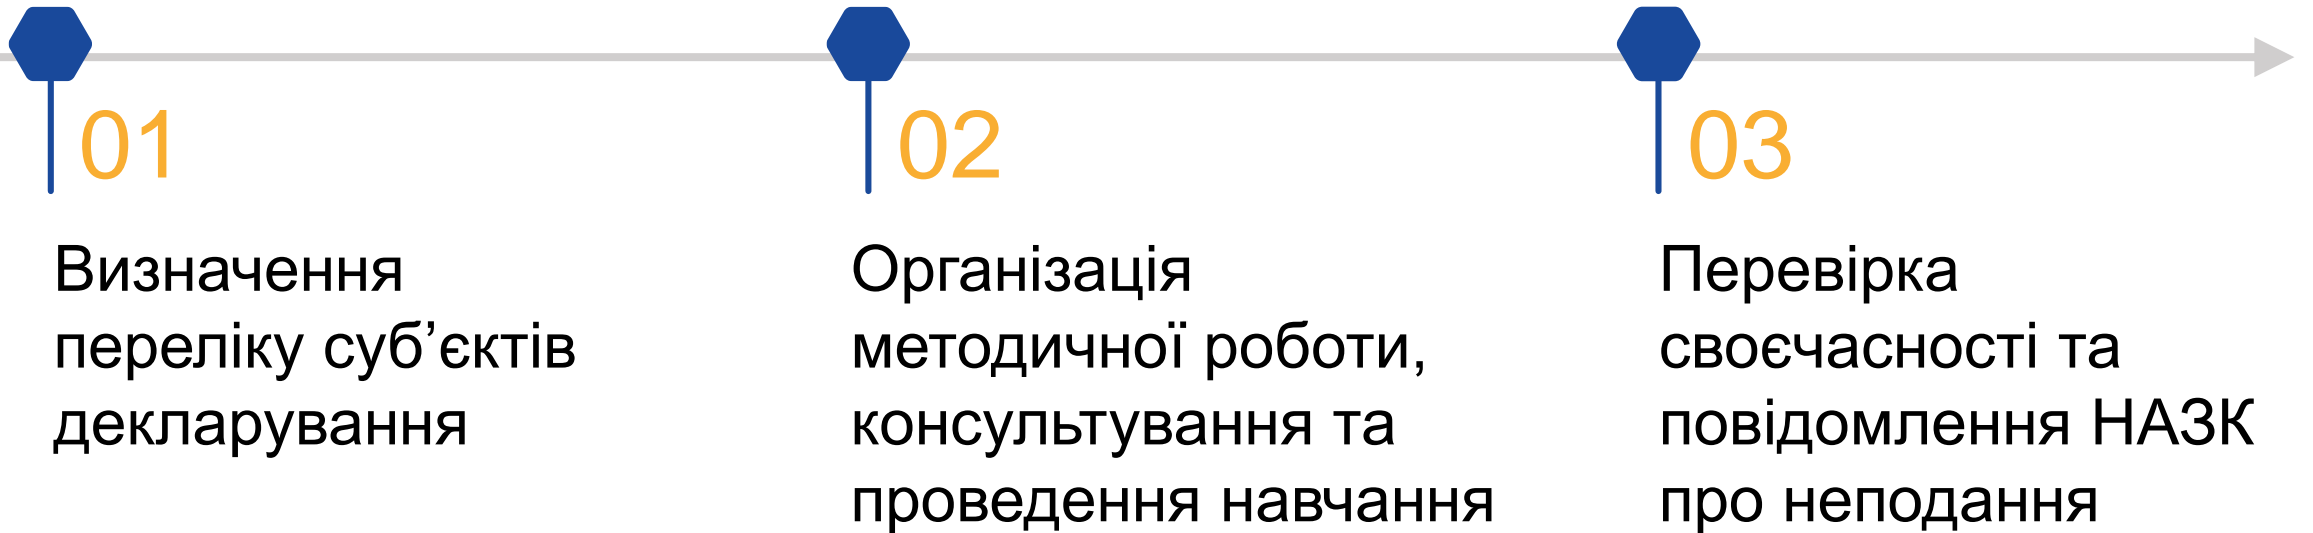 01
Визначення
переліку суб’єктів
декларування
02
Організація
методичної роботи,
консультування та
проведення навчання
03
Перевірка
своєчасності та
повідомлення НАЗК
про неподання